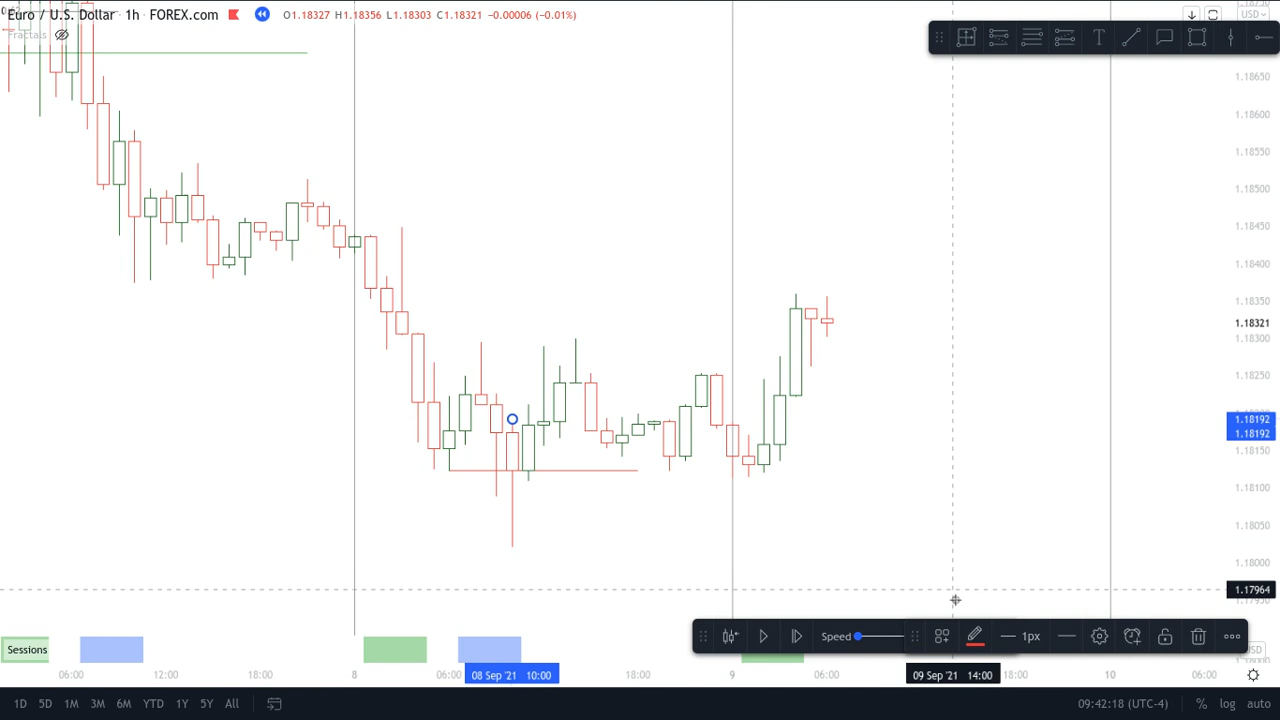 Euro / U.S. Dollar · 1h · FOREX.com O1.18327 H1.18356 L1.18303 C1.18321 −0.00006 (−0.01%)
USD
Fractals
T
1.18650
1.18600
1.18550
1.18500
1.18450
1.18400
1.18350
1.18321
1.18300
1.18250
1.18192
1.18192
1.18150
1.18100
1.18050
1.18000
1.17964
Sessions
Speed
1px
06:00 12:00 18:00 8 06:00 08 Sep '21 10:00 18:00 9 06:00 09 Sep '21 14:00 18:00 10 06:00
1D 5D 1M 3M 6M YTD 1Y 5Y All 09:42:18 (UTC-4) % log auto